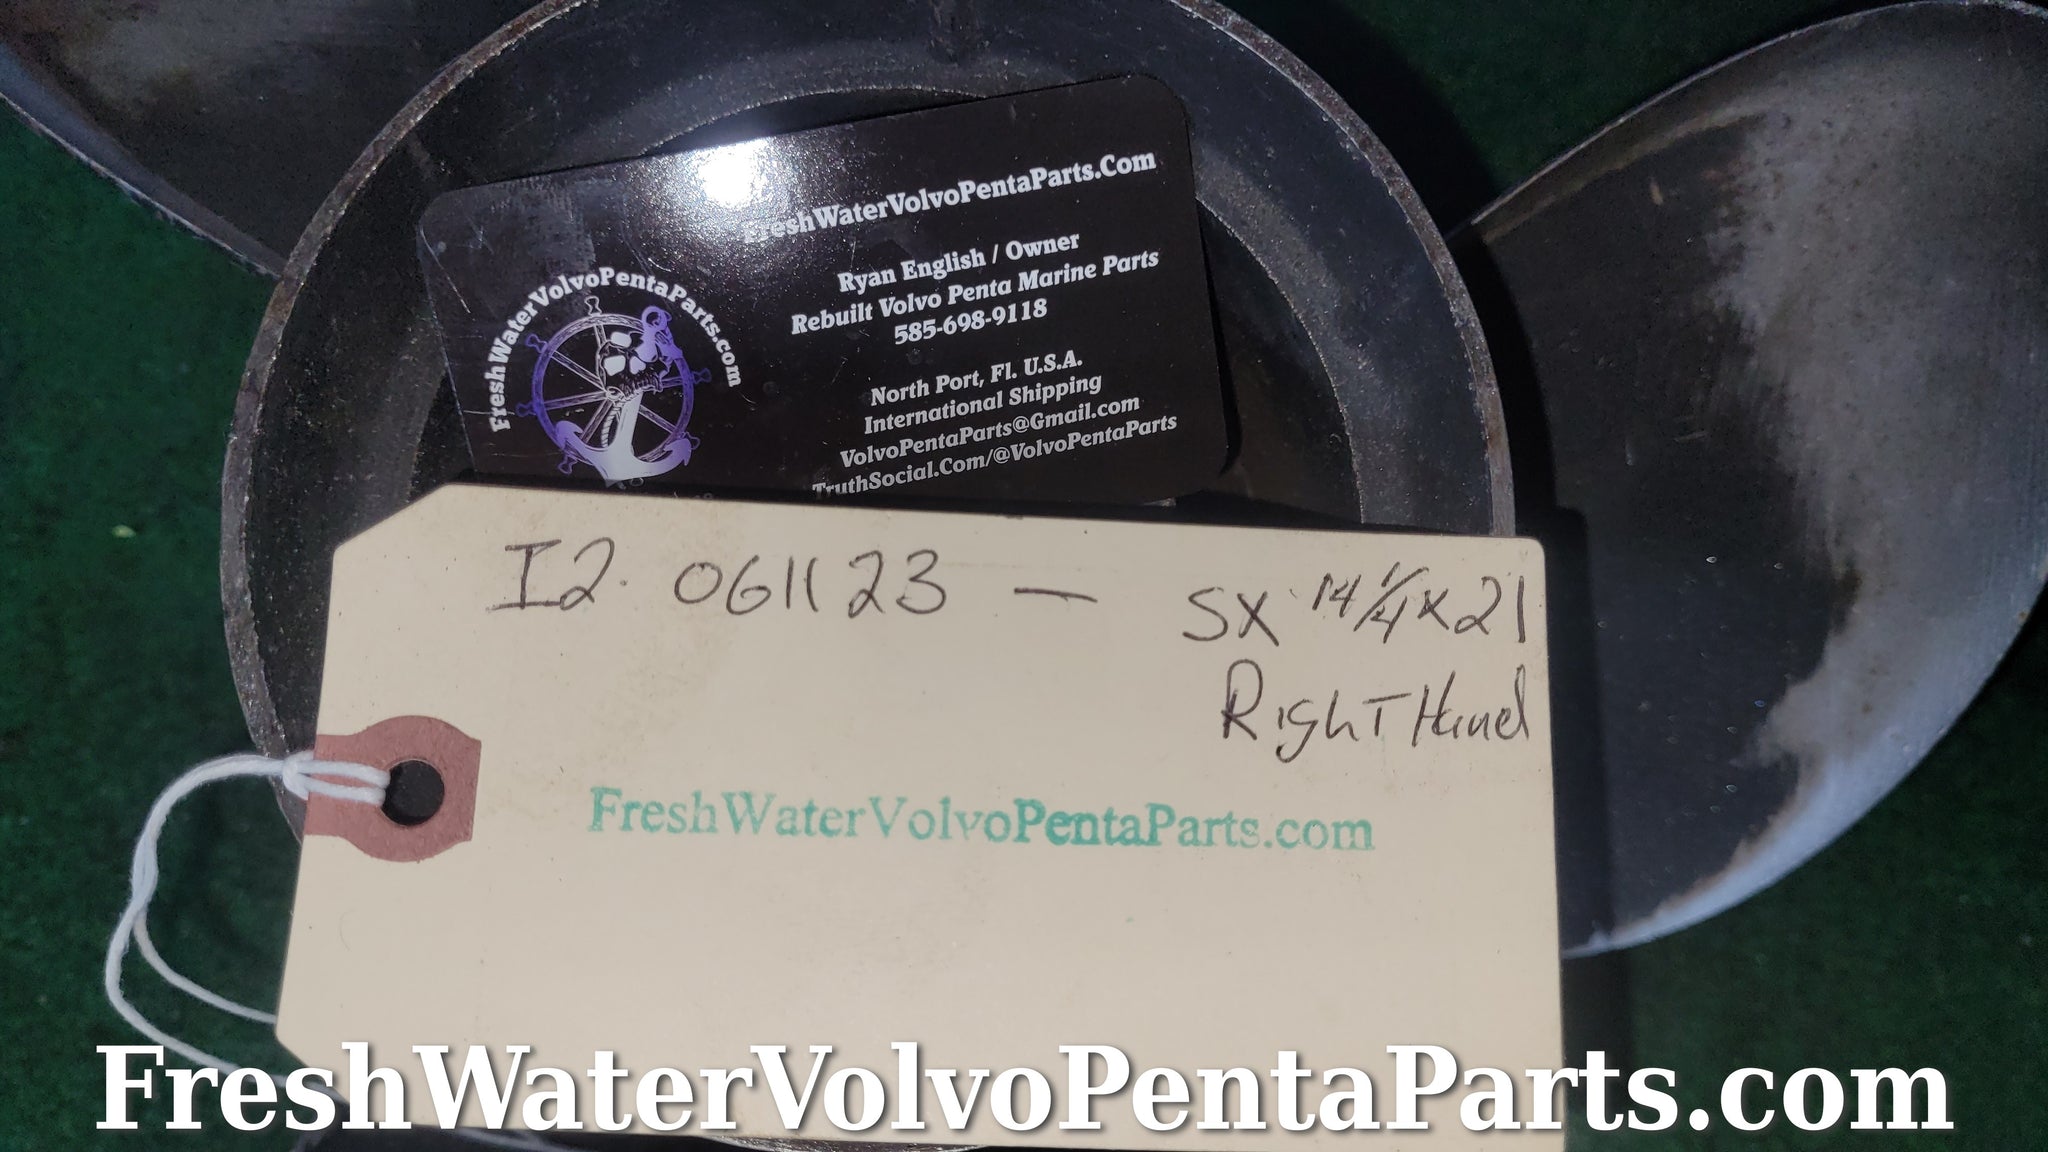 FreshWaterVolvoPentaParts.Com
Ryan English / Owner
Rebuilt Volvo Penta Marine Parts
585-698-9118
North Port, Fl. U.S.A.
International Shipping
VolvoPentaParts@Gmail.com
TruthSocial.Com/@VolvoPentaParts
FreshWaterVolvoPentaParts.com
I2. 061123 — SX 14 1/4 x 21
Right Hand
FreshWaterVolvoPentaParts.com
FreshWaterVolvoPentaParts.com